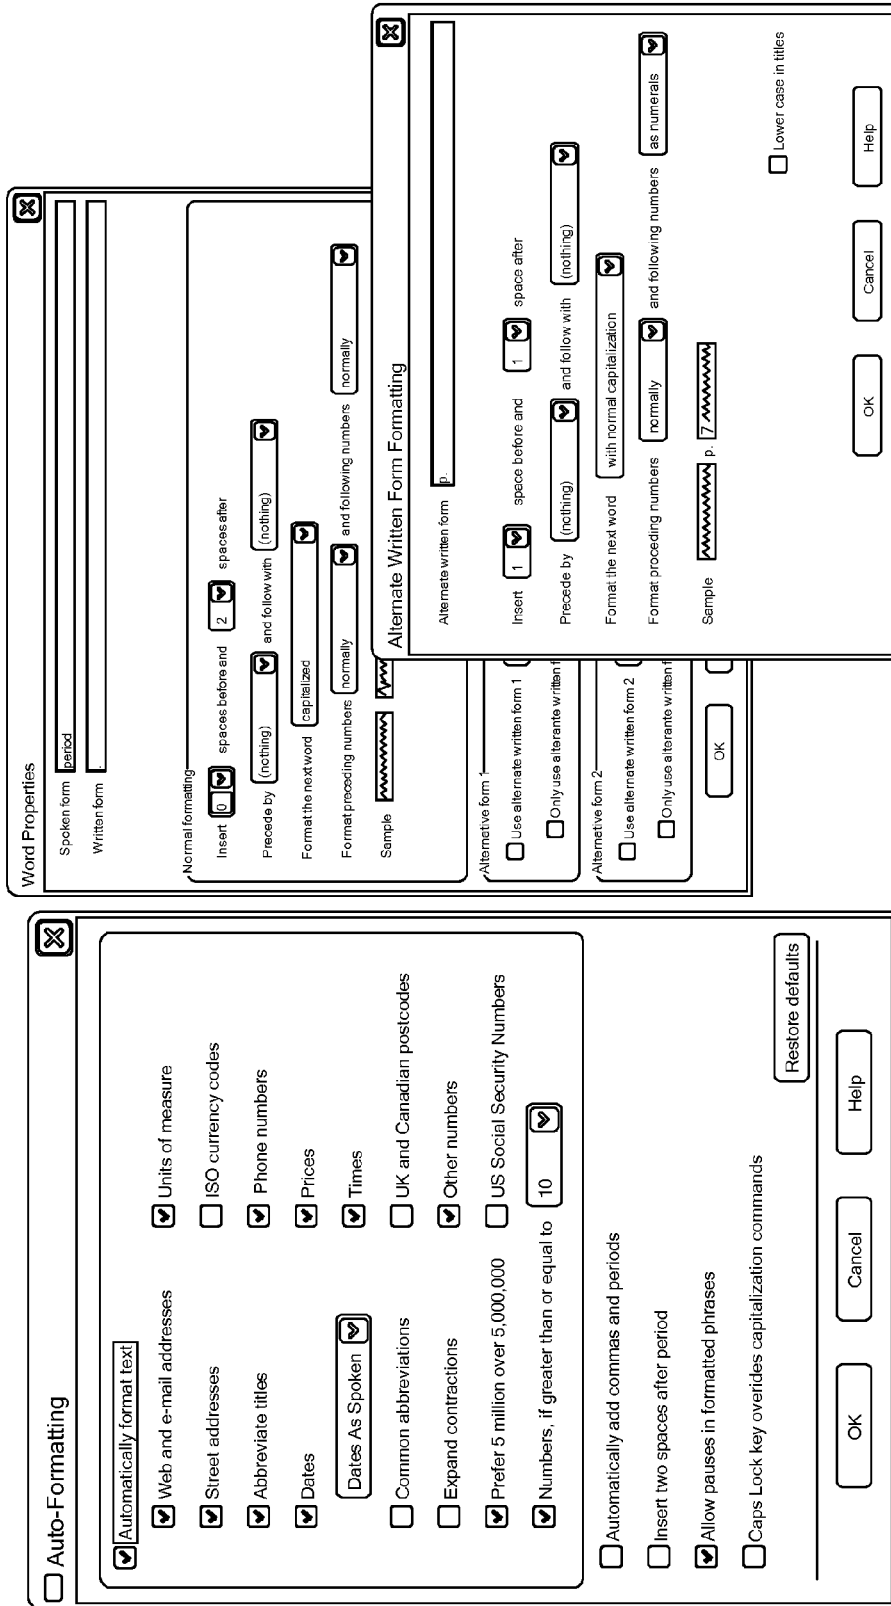 Auto-Formatting
Automatically format text
Web and e-mail addresses
Units of measure
Street addresses
ISO currency codes
Abbreviate titles
Phone numbers
Dates
Prices
Dates As Spoken
Times
Common abbreviations
UK and Canadian postcodes
Expand contractions
Other numbers
Prefer 5 million over 5,000,000
US Social Security Numbers
Numbers, if greater than or equal to 10
Automatically add commas and periods
Insert two spaces after period
Allow pauses in formatted phrases
Caps Lock key overides capitalization commands
Restore defaults
OK Cancel Help
Word Properties
Spoken form period
Written form .
Normal formatting
Insert 0 spaces before and 2 spaces after
Precede by (nothing) and follow with (nothing)
Format the next word capitalized
Format preceding numbers normally and following numbers normally
Sample
Alternative form 1
Use alternate written form 1
Only use alterante written f
Alternative form 2
Use alternate written form 2
Only use alterante written f
OK
Alternate Written Form Formatting
Alternate written form p.
Insert 1 space before and 1 space after
Precede by (nothing) and follow with (nothing)
Format the next word with normal capitalization
Format proceding numbers normally and following numbers as numerals
Sample p. 7
Lower case in titles
OK Cancel Help